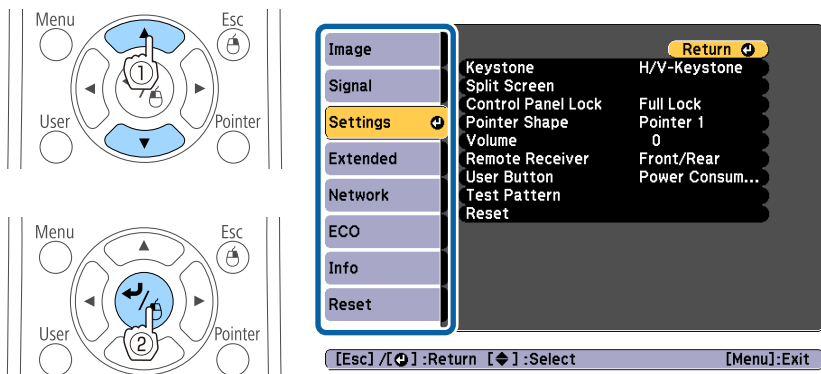 Menu
Esc
1
User
Pointer
Menu
Esc
User
Pointer
2
Image
Signal
Settings
Extended
Network
ECO
Info
Reset
Return
Keystone H/V-Keystone
Split Screen
Control Panel Lock Full Lock
Pointer Shape Pointer 1
Volume 0
Remote Receiver Front/Rear
User Button Power Consum...
Test Pattern
Reset
[Esc] /[ ] :Return [ ] :Select [Menu]:Exit